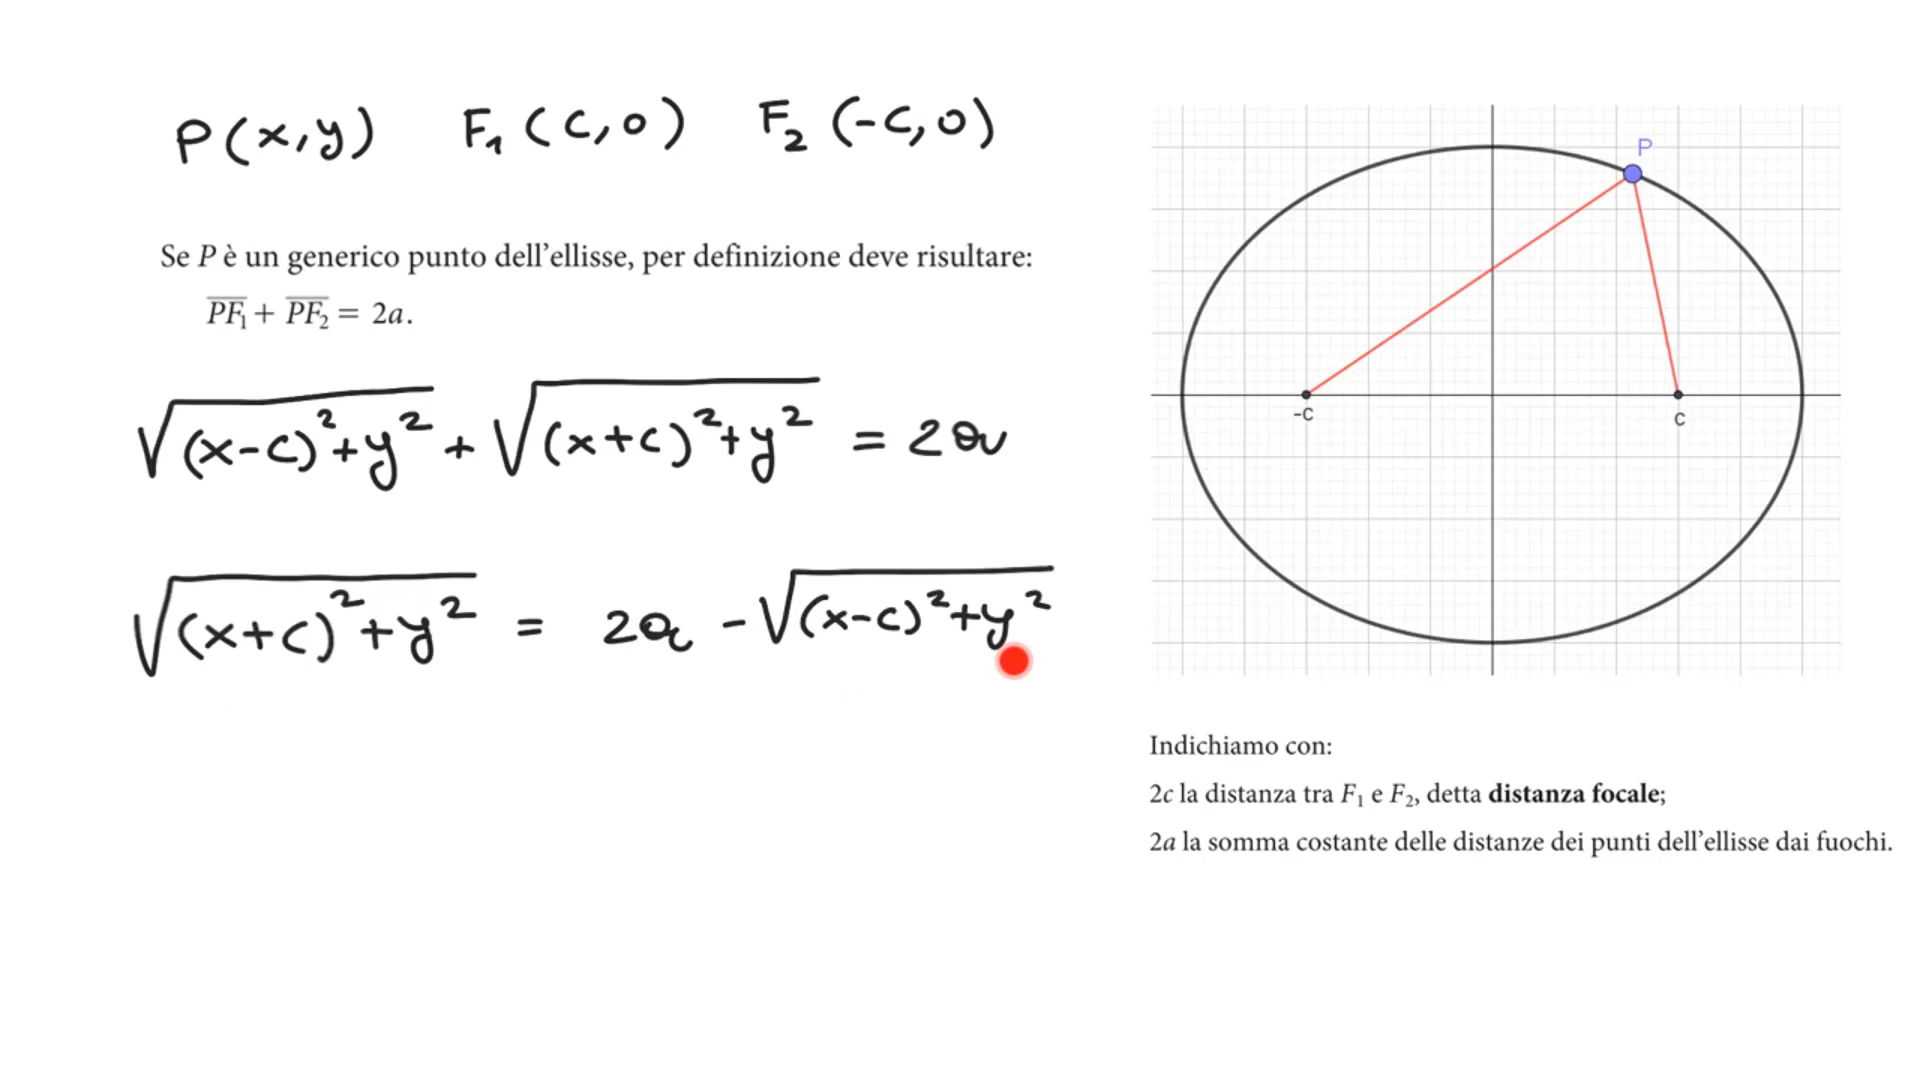 P(x,y) F₁(c,0) F₂(-c,0)
Se P è un generico punto dell'ellisse, per definizione deve risultare:
PF₁ + PF₂ = 2a.
√((x-c)²+y²) + √((x+c)²+y²) = 2a
√((x+c)²+y²) = 2a - √((x-c)²+y²)
P
-c
c
Indichiamo con:
2c la distanza tra F₁ e F₂, detta distanza focale;
2a la somma costante delle distanze dei punti dell'ellisse dai fuochi.